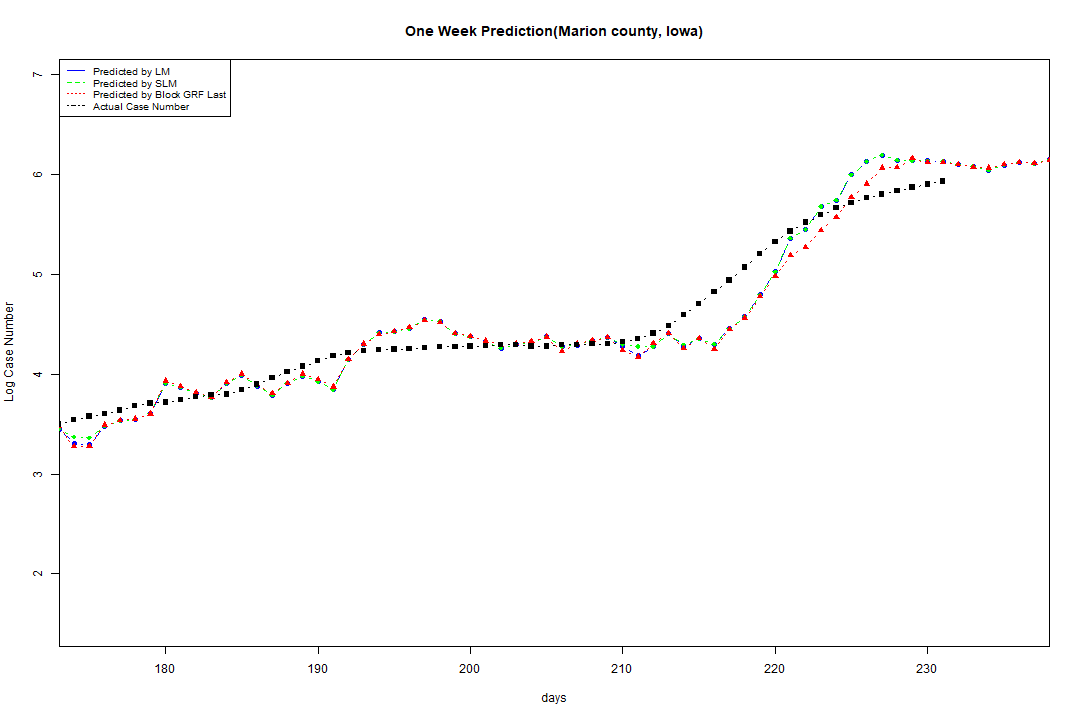 One Week Prediction(Marion county, Iowa)
Predicted by LM
Predicted by SLM
Predicted by Block GRF Last
Actual Case Number
7
6
5
4
3
2
Log Case Number
180 190 200 210 220 230
days